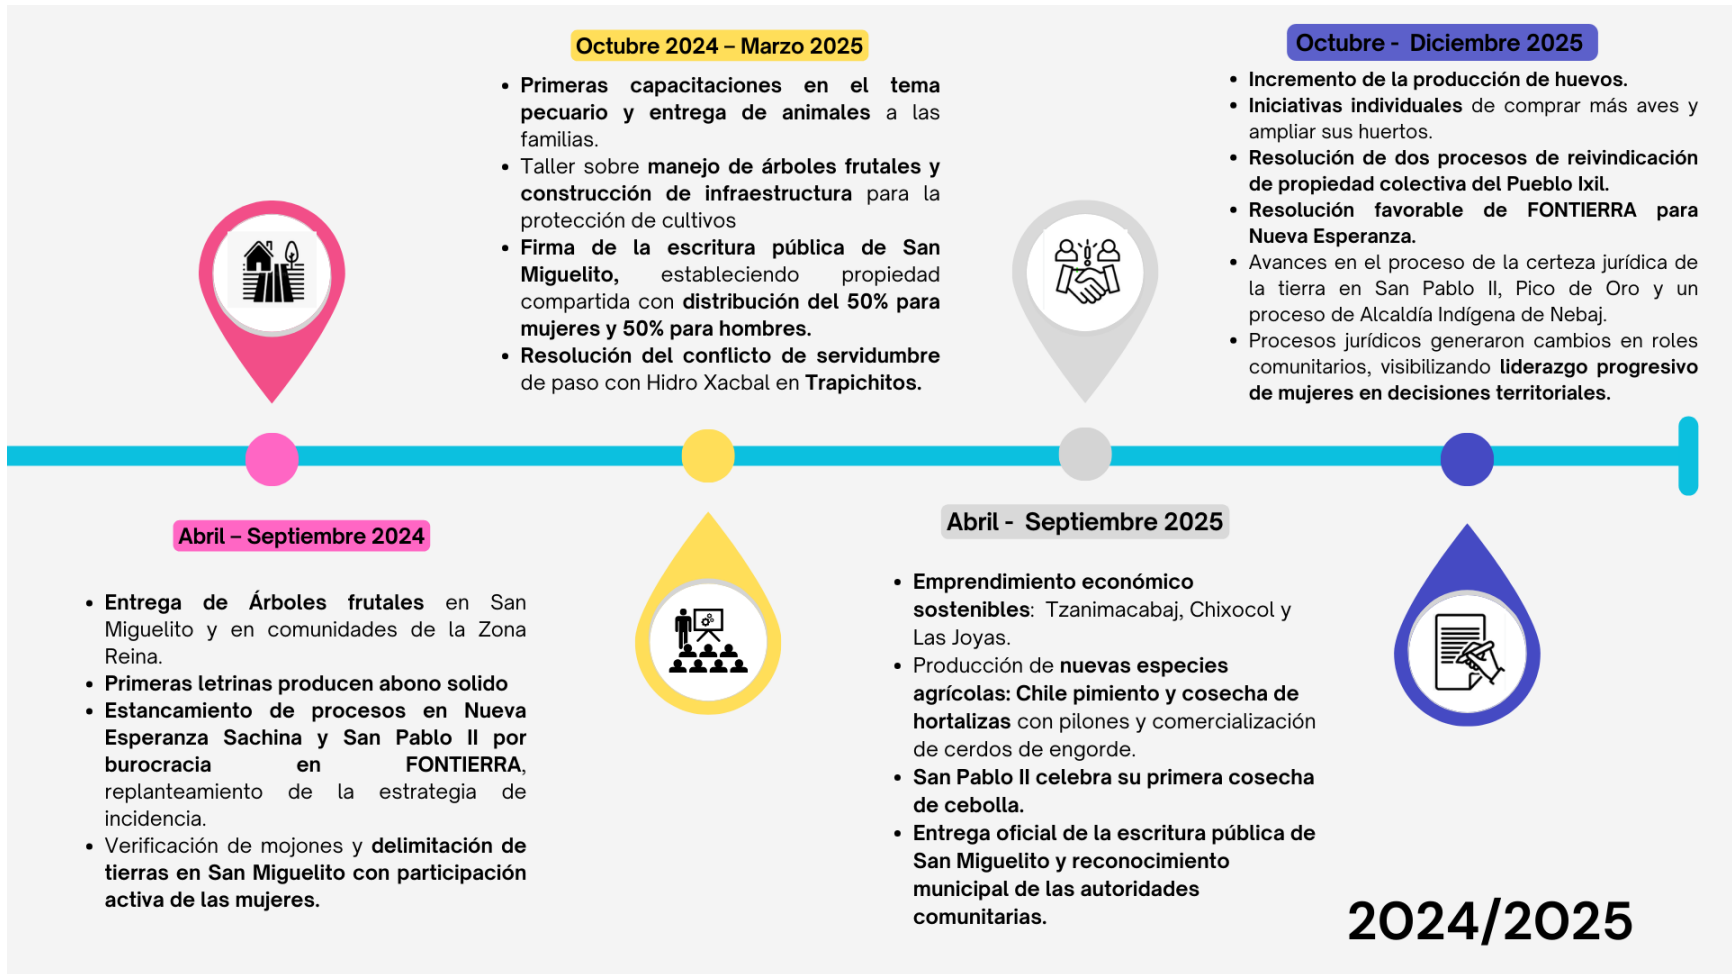 Abril – Septiembre 2024
• Entrega de Árboles frutales en San
Miguelito y en comunidades de la Zona
Reina.
• Primeras letrinas producen abono solido
• Estancamiento de procesos en Nueva
Esperanza Sachina y San Pablo II por
burocracia en FONTIERRA,
replanteamiento de la estrategia de
incidencia.
• Verificación de mojones y delimitación de
tierras en San Miguelito con participación
activa de las mujeres.
Octubre 2024 – Marzo 2025
• Primeras capacitaciones en el tema
pecuario y entrega de animales a las
familias.
• Taller sobre manejo de árboles frutales y
construcción de infraestructura para la
protección de cultivos
• Firma de la escritura pública de San
Miguelito, estableciendo propiedad
compartida con distribución del 50% para
mujeres y 50% para hombres.
• Resolución del conflicto de servidumbre
de paso con Hidro Xacbal en Trapichitos.
Abril - Septiembre 2025
• Emprendimiento económico
sostenibles: Tzanimacabaj, Chixocol y
Las Joyas.
• Producción de nuevas especies
agrícolas: Chile pimiento y cosecha de
hortalizas con pilones y comercialización
de cerdos de engorde.
• San Pablo II celebra su primera cosecha
de cebolla.
• Entrega oficial de la escritura pública de
San Miguelito y reconocimiento
municipal de las autoridades
comunitarias.
Octubre - Diciembre 2025
• Incremento de la producción de huevos.
• Iniciativas individuales de comprar más aves y
ampliar sus huertos.
• Resolución de dos procesos de reivindicación
de propiedad colectiva del Pueblo Ixil.
• Resolución favorable de FONTIERRA para
Nueva Esperanza.
• Avances en el proceso de la certeza jurídica de
la tierra en San Pablo II, Pico de Oro y un
proceso de Alcaldía Indígena de Nebaj.
• Procesos jurídicos generaron cambios en roles
comunitarios, visibilizando liderazgo progresivo
de mujeres en decisiones territoriales.
2024/2025